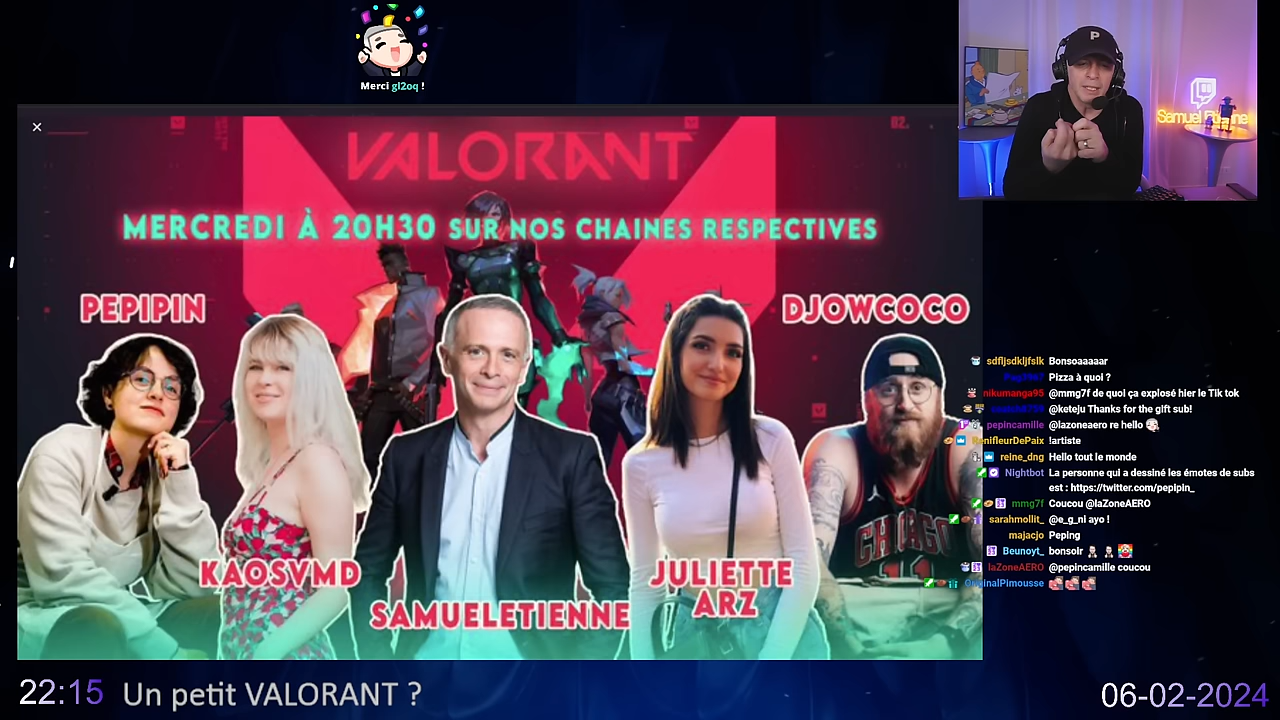 Merci gl2oq !
VALORANT
MERCREDI À 20H30 SUR NOS CHAINES RESPECTIVES
PEPIPIN
DJOWCOCO
KAOSVMD
SAMUELETIENNE
JULIETTE
ARZ
CHICAGO
P
sdfljsdkljfslk Bonsoaaaaar
Pizza à quoi ?
nikumanga95 @mmg7f de quoi ça explosé hier le Tik tok
@keteju Thanks for the gift sub!
pepincamille @lazoneaero re hello
RenifleurDePaix !artiste
reine_dng Hello tout le monde
Nightbot La personne qui a dessiné les émotes de subs
est : https://twitter.com/pepipin_
mmg7f Coucou @laZoneAERO
sarahmollit_ @e_g_ni ayo !
majacjo Peping
Beunoyt_ bonsoir
laZoneAERO @pepincamille coucou
OriginalPimousse
22:15 Un petit VALORANT ?
06-02-2024